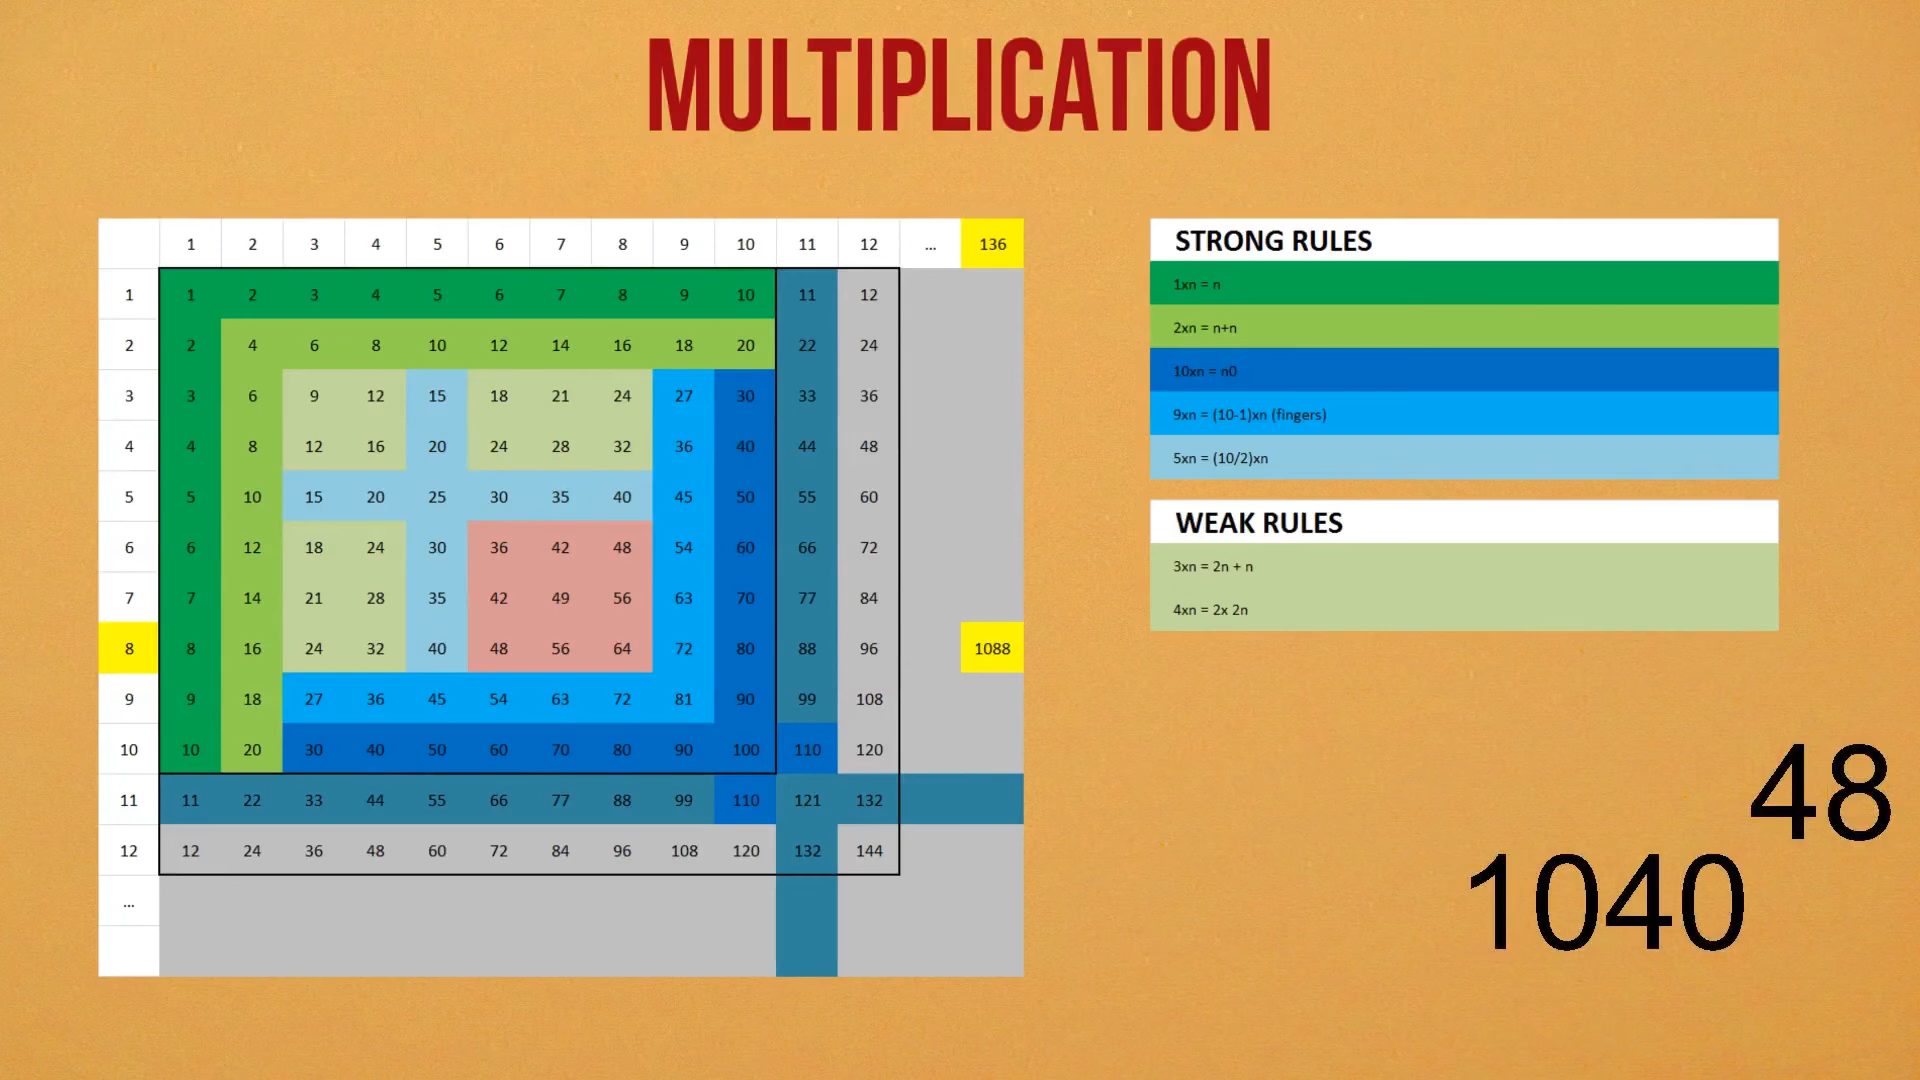 MULTIPLICATION
1 2 3 4 5 6 7 8 9 10 11 12 ... 136
1 1 2 3 4 5 6 7 8 9 10 11 12
2 2 4 6 8 10 12 14 16 18 20 22 24
3 3 6 9 12 15 18 21 24 27 30 33 36
4 4 8 12 16 20 24 28 32 36 40 44 48
5 5 10 15 20 25 30 35 40 45 50 55 60
6 6 12 18 24 30 36 42 48 54 60 66 72
7 7 14 21 28 35 42 49 56 63 70 77 84
8 8 16 24 32 40 48 56 64 72 80 88 96 1088
9 9 18 27 36 45 54 63 72 81 90 99 108
10 10 20 30 40 50 60 70 80 90 100 110 120
11 11 22 33 44 55 66 77 88 99 110 121 132
12 12 24 36 48 60 72 84 96 108 120 132 144
...
STRONG RULES
1xn = n
2xn = n+n
10xn = n0
9xn = (10-1)xn (fingers)
5xn = (10/2)xn
WEAK RULES
3xn = 2n + n
4xn = 2x 2n
48
1040